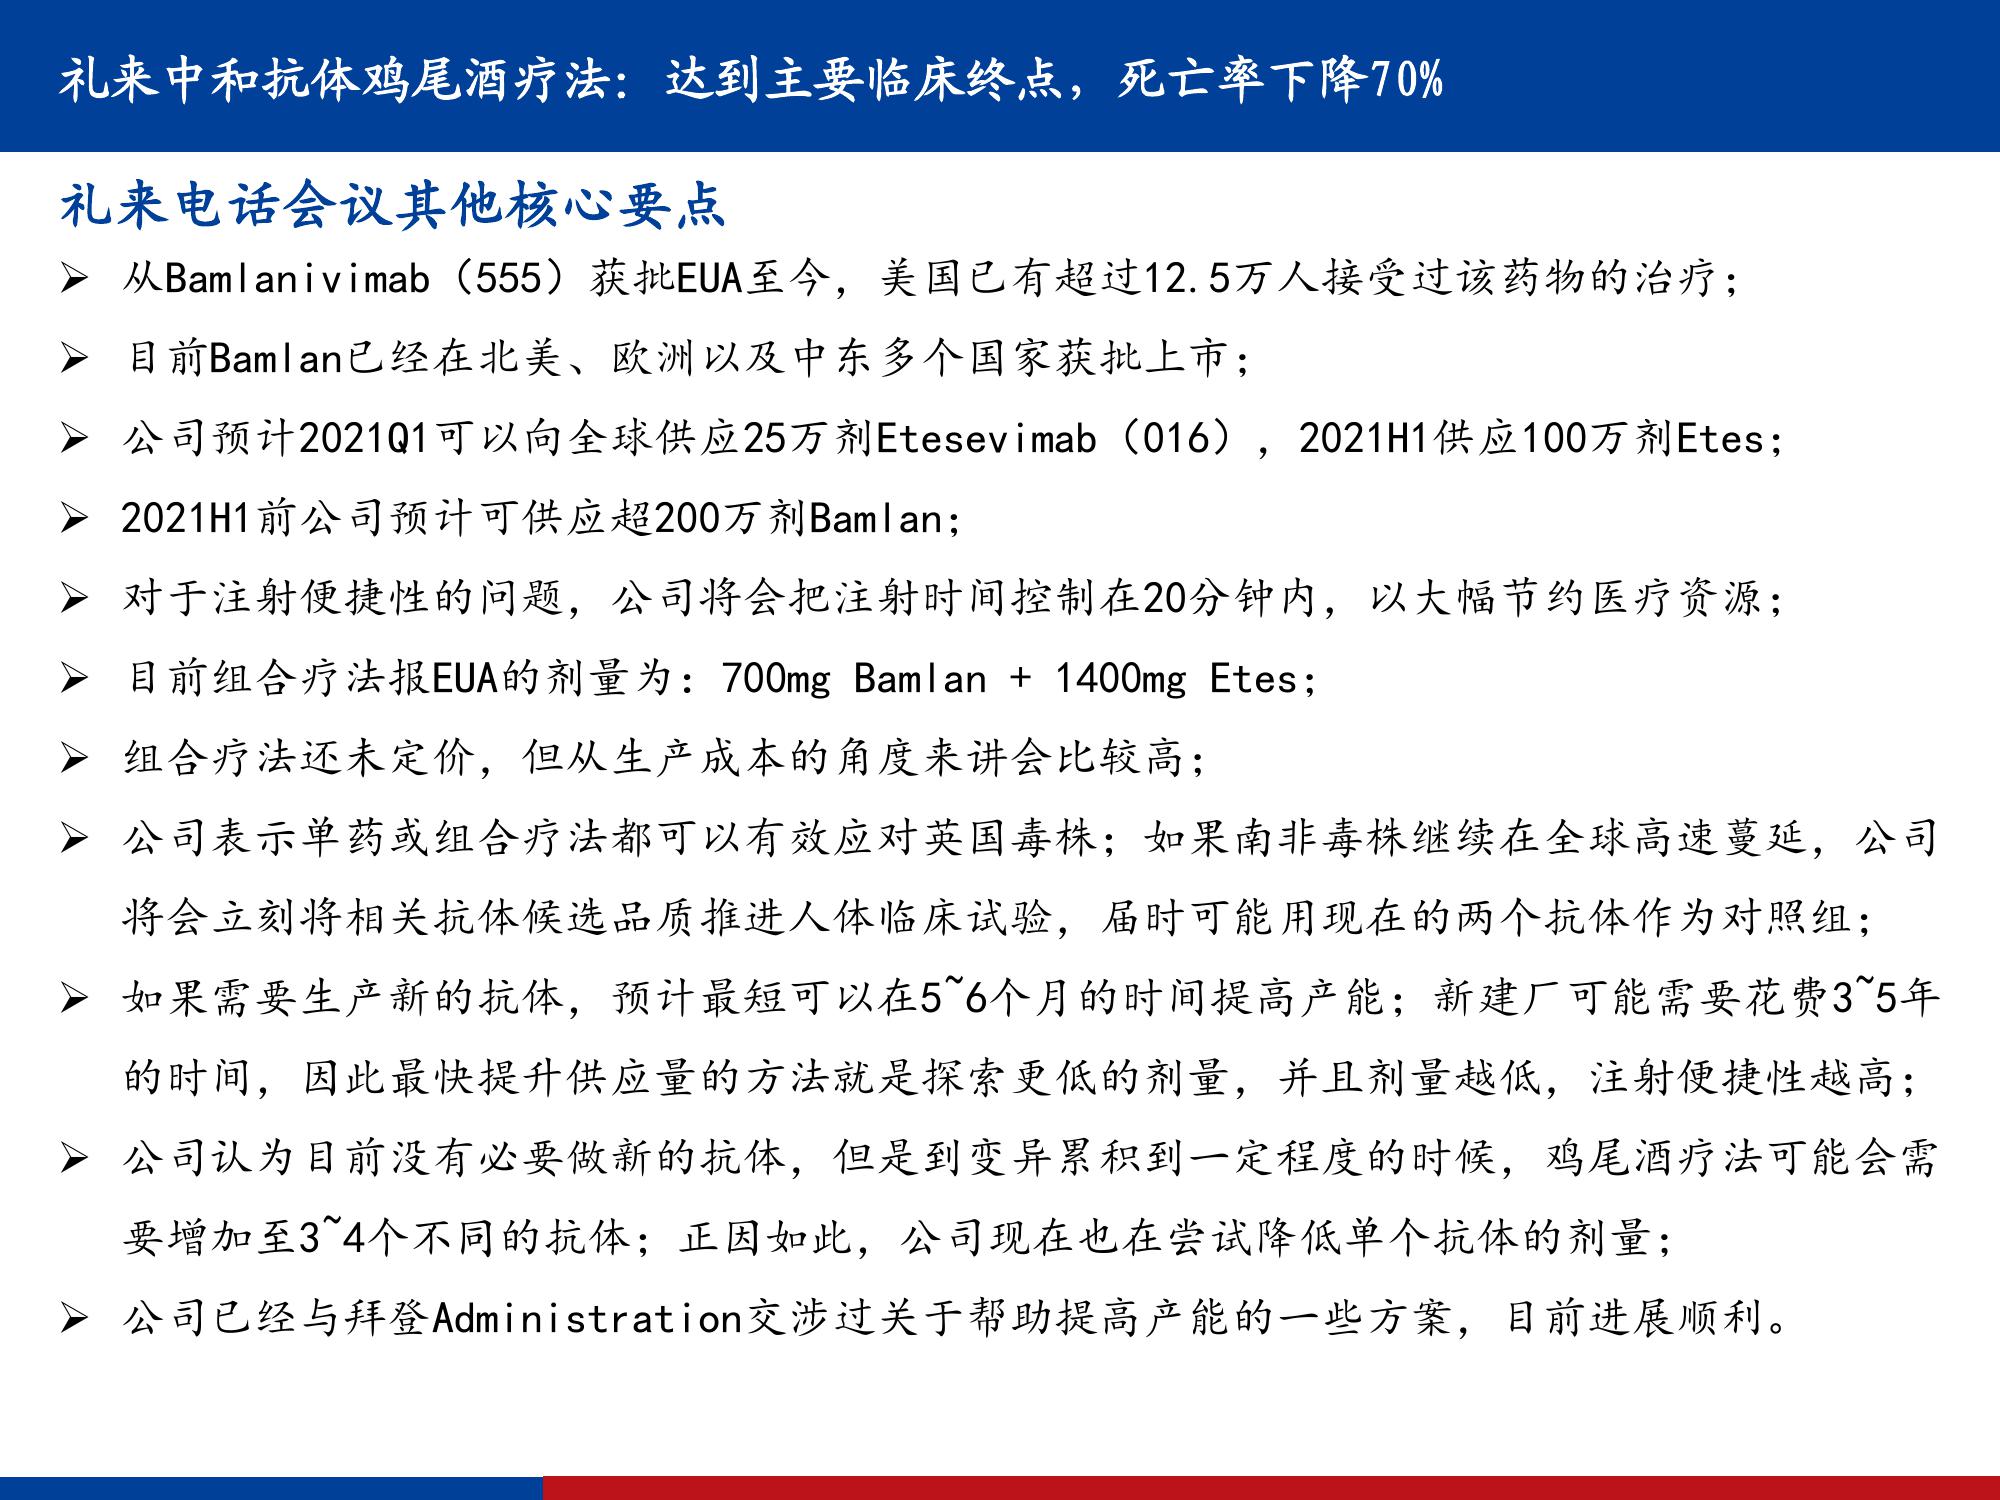 礼来中和抗体鸡尾酒疗法：达到主要临床终点，死亡率下降70%
礼来电话会议其他核心要点
➢ 从Bamlanivimab（555）获批EUA至今，美国已有超过12.5万人接受过该药物的治疗；
➢ 目前Bamlan已经在北美、欧洲以及中东多个国家获批上市；
➢ 公司预计2021Q1可以向全球供应25万剂Etesevimab（016），2021H1供应100万剂Etes；
➢ 2021H1前公司预计可供应超200万剂Bamlan；
➢ 对于注射便捷性的问题，公司将会把注射时间控制在20分钟内，以大幅节约医疗资源；
➢ 目前组合疗法报EUA的剂量为：700mg Bamlan + 1400mg Etes；
➢ 组合疗法还未定价，但从生产成本的角度来讲会比较高；
➢ 公司表示单药或组合疗法都可以有效应对英国毒株；如果南非毒株继续在全球高速蔓延，公司
将会立刻将相关抗体候选品质推进人体临床试验，届时可能用现在的两个抗体作为对照组；
➢ 如果需要生产新的抗体，预计最短可以在5~6个月的时间提高产能；新建厂可能需要花费3~5年
的时间，因此最快提升供应量的方法就是探索更低的剂量，并且剂量越低，注射便捷性越高；
➢ 公司认为目前没有必要做新的抗体，但是到变异累积到一定程度的时候，鸡尾酒疗法可能会需
要增加至3~4个不同的抗体；正因如此，公司现在也在尝试降低单个抗体的剂量；
➢ 公司已经与拜登Administration交涉过关于帮助提高产能的一些方案，目前进展顺利。